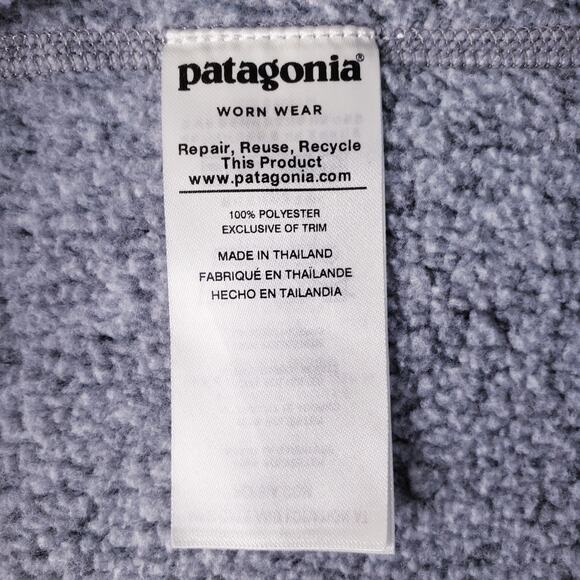 patagonia®
WORN WEAR
Repair, Reuse, Recycle
This Product
www.patagonia.com
100% POLYESTER
EXCLUSIVE OF TRIM
MADE IN THAILAND
FABRIQUÉ EN THAÏLANDE
HECHO EN TAILANDIA